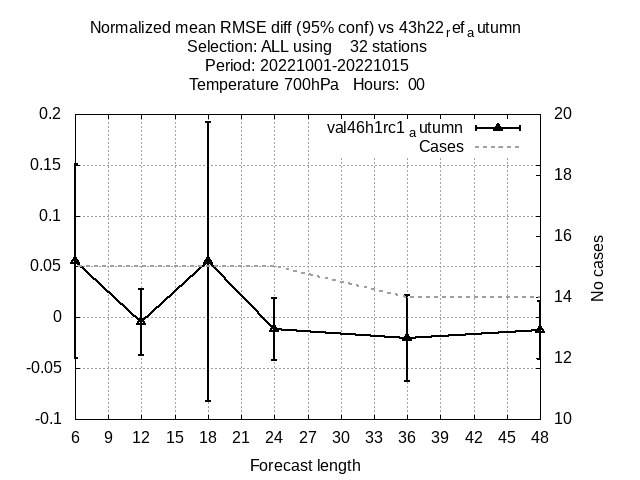 Normalized mean RMSE diff (95% conf) vs 43h22refautumn
Selection: ALL using 32 stations
Period: 20221001-20221015
Temperature 700hPa Hours: 00
0.2
0.15
0.1
0.05
0
-0.05
-0.1
20
18
16
14
12
10
val46h1rc1autumn
Cases
No cases
6 9 12 15 18 21 24 27 30 33 36 39 42 45 48
Forecast length